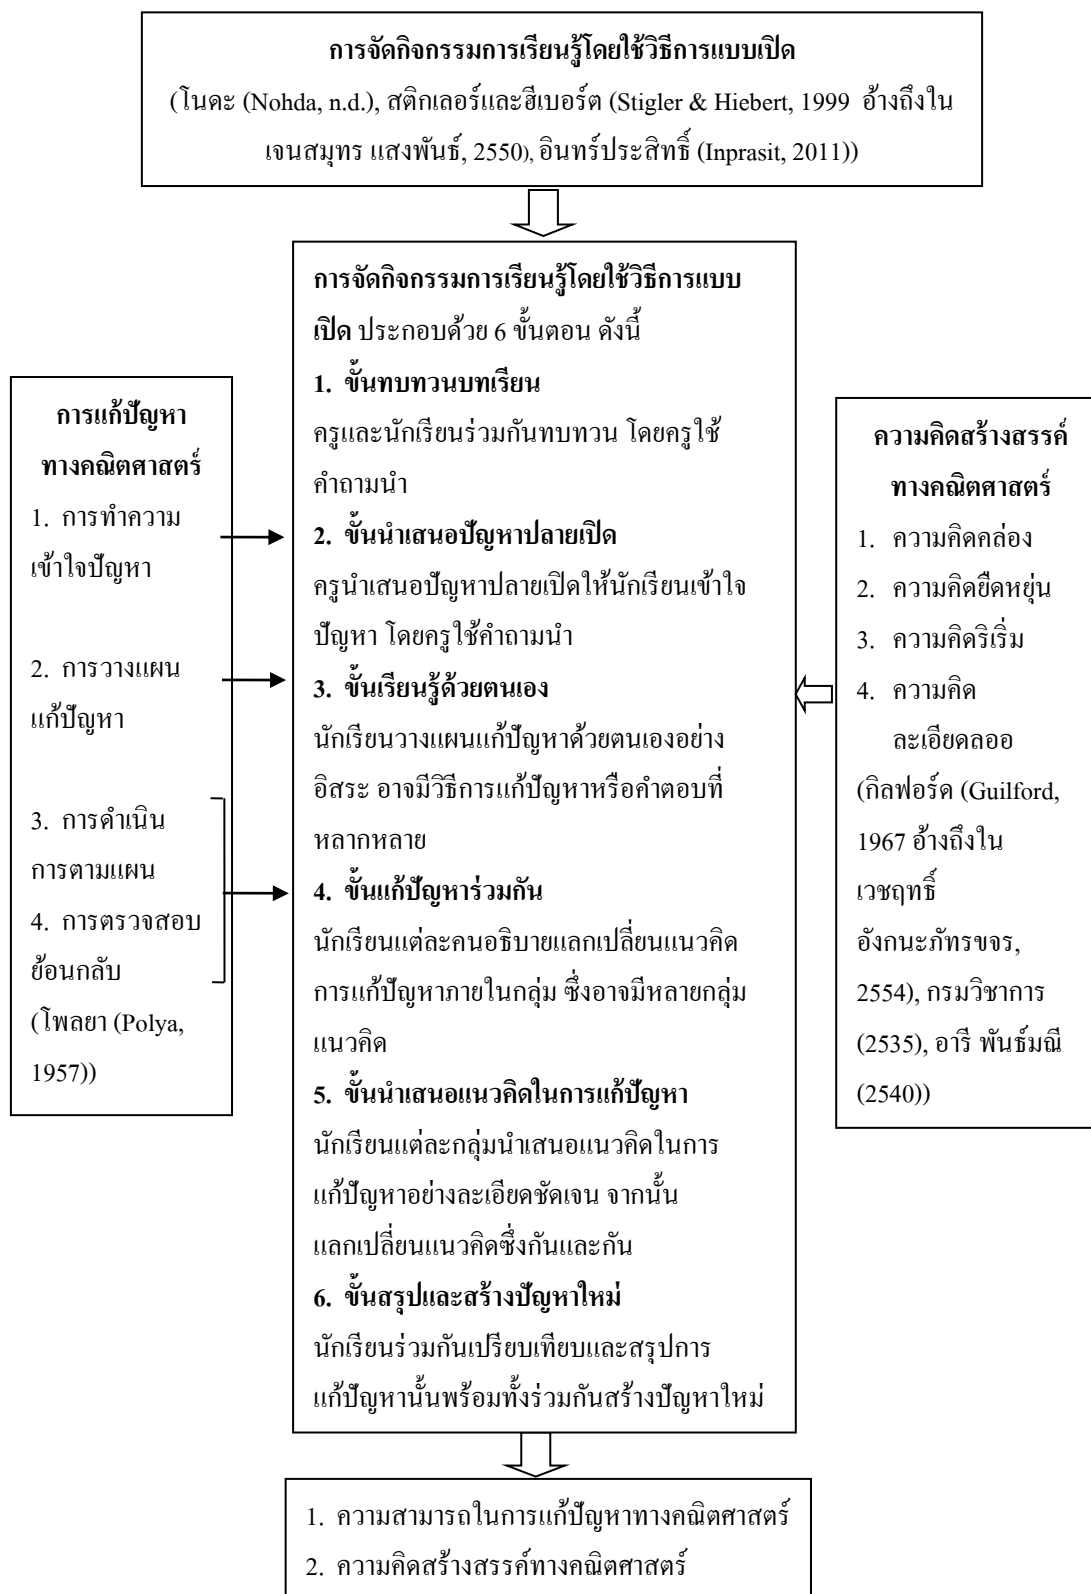 การจัดกิจกรรมการเรียนรู้โดยใช้วิธีการแบบเปิด
(โนดะ (Nohda, n.d.), สติกเลอร์และฮีเบอร์ต (Stigler & Hiebert, 1999 อ้างถึงใน
เจนสมุทร แสงพันธ์, 2550), อินทร์ประสิทธิ์ (Inprasit, 2011))
การแก้ปัญหา
ทางคณิตศาสตร์
1. การทำความ
เข้าใจปัญหา
2. การวางแผน
แก้ปัญหา
3. การดำเนิน
การตามแผน
4. การตรวจสอบ
ย้อนกลับ
(โพลยา (Polya,
1957))
การจัดกิจกรรมการเรียนรู้โดยใช้วิธีการแบบ
เปิด ประกอบด้วย 6 ขั้นตอน ดังนี้
1. ขั้นทบทวนบทเรียน
ครูและนักเรียนร่วมกันทบทวน โดยครูใช้
คำถามนำ
2. ขั้นนำเสนอปัญหาปลายเปิด
ครูนำเสนอปัญหาปลายเปิดให้นักเรียนเข้าใจ
ปัญหา โดยครูใช้คำถามนำ
3. ขั้นเรียนรู้ด้วยตนเอง
นักเรียนวางแผนแก้ปัญหาด้วยตนเองอย่าง
อิสระ อาจมีวิธีการแก้ปัญหาหรือคำตอบที่
หลากหลาย
4. ขั้นแก้ปัญหาร่วมกัน
นักเรียนแต่ละคนอธิบายแลกเปลี่ยนแนวคิด
การแก้ปัญหาภายในกลุ่ม ซึ่งอาจมีหลายกลุ่ม
แนวคิด
5. ขั้นนำเสนอแนวคิดในการแก้ปัญหา
นักเรียนแต่ละกลุ่มนำเสนอแนวคิดในการ
แก้ปัญหาอย่างละเอียดชัดเจน จากนั้น
แลกเปลี่ยนแนวคิดซึ่งกันและกัน
6. ขั้นสรุปและสร้างปัญหาใหม่
นักเรียนร่วมกันเปรียบเทียบและสรุปการ
แก้ปัญหานั้นพร้อมทั้งร่วมกันสร้างปัญหาใหม่
ความคิดสร้างสรรค์
ทางคณิตศาสตร์
1. ความคิดคล่อง
2. ความคิดยืดหยุ่น
3. ความคิดริเริ่ม
4. ความคิด
ละเอียดลออ
(กิลฟอร์ด (Guilford,
1967 อ้างถึงใน
เวชฤทธิ์
อังกนะภัทรขจร,
2554), กรมวิชาการ
(2535), อารี พันธ์มณี
(2540))
1. ความสามารถในการแก้ปัญหาทางคณิตศาสตร์
2. ความคิดสร้างสรรค์ทางคณิตศาสตร์